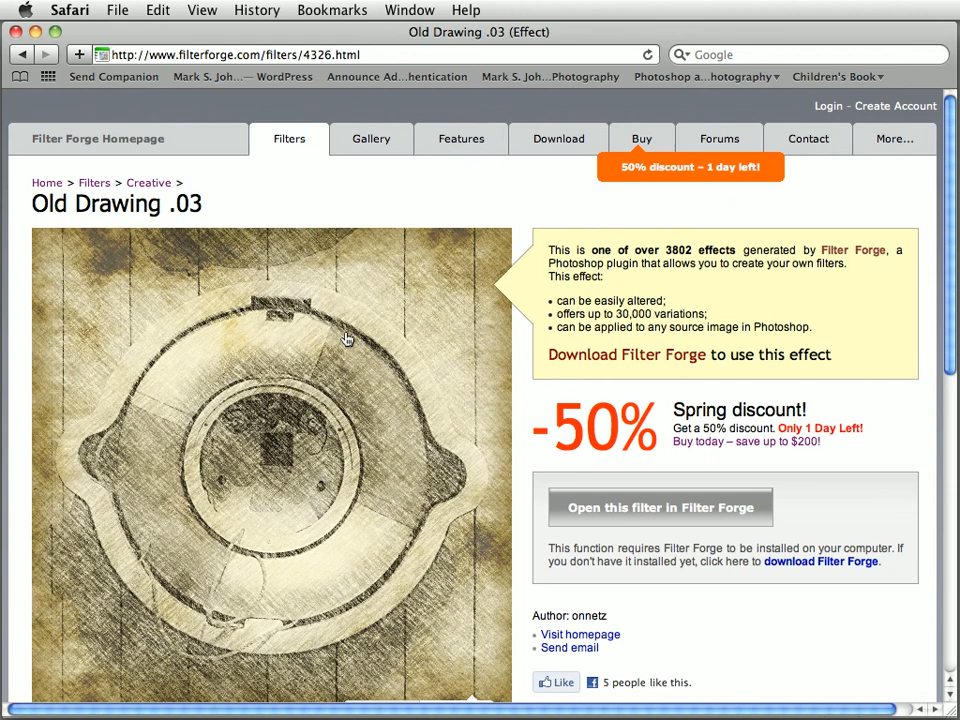 Safari File Edit View History Bookmarks Window Help
Old Drawing .03 (Effect)
http://www.filterforge.com/filters/4326.html
Google
Send Companion Mark S. Joh...— WordPress Announce Ad...hentication Mark S. Joh...Photography Photoshop a...hotography Children's Book
Login - Create Account
Filter Forge Homepage Filters Gallery Features Download Buy Forums Contact More...
50% discount – 1 day left!
Home > Filters > Creative >
Old Drawing .03
This is one of over 3802 effects generated by Filter Forge, a
Photoshop plugin that allows you to create your own filters.
This effect:
• can be easily altered;
• offers up to 30,000 variations;
• can be applied to any source image in Photoshop.
Download Filter Forge to use this effect
-50%
Spring discount!
Get a 50% discount. Only 1 Day Left!
Buy today – save up to $200!
Open this filter in Filter Forge
This function requires Filter Forge to be installed on your computer. If
you don't have it installed yet, click here to download Filter Forge.
Author: onnetz
• Visit homepage
• Send email
Like 5 people like this.